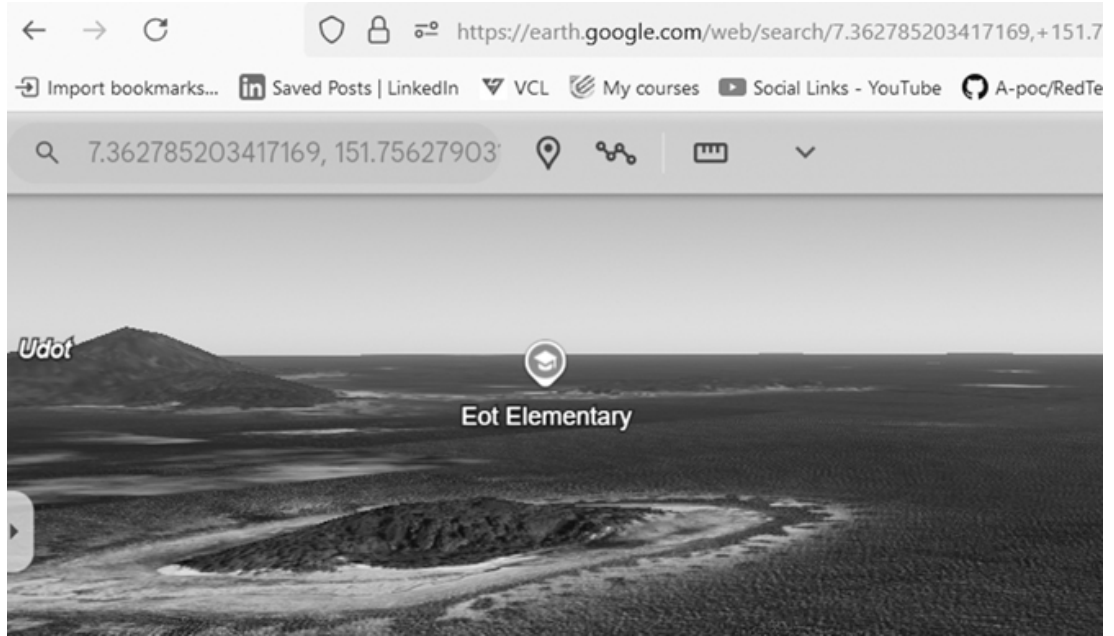 https://earth.google.com/web/search/7.362785203417169,+151.7
Import bookmarks... Saved Posts | LinkedIn VCL My courses Social Links - YouTube A-poc/RedTe
7.362785203417169, 151.75627903
Udot
Eot Elementary